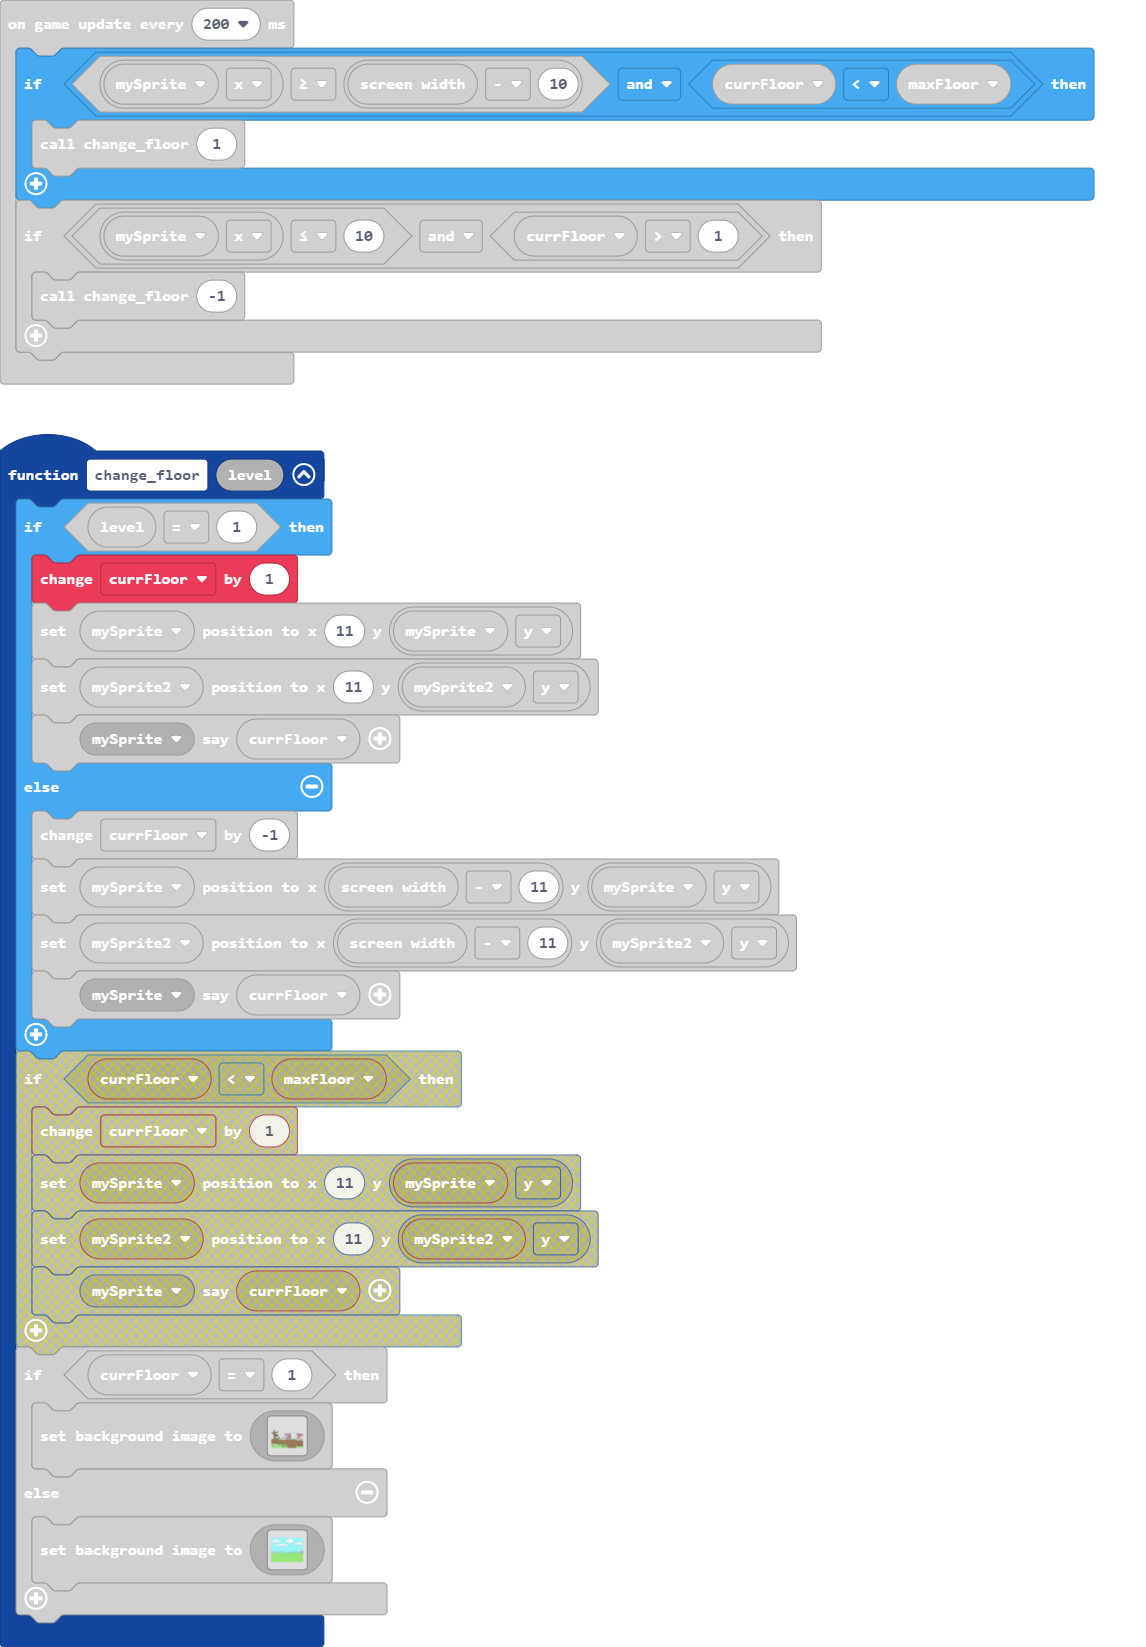 on game update every 200 ms
if mySprite x ≥ screen width - 10 and currFloor < maxFloor then
call change_floor 1
if mySprite x ≤ 10 and currFloor > 1 then
call change_floor -1
function change_floor level
if level = 1 then
change currFloor by 1
set mySprite position to x 11 y mySprite y
set mySprite2 position to x 11 y mySprite2 y
mySprite say currFloor
else
change currFloor by -1
set mySprite position to x screen width - 11 y mySprite y
set mySprite2 position to x screen width - 11 y mySprite2 y
mySprite say currFloor
if currFloor < maxFloor then
change currFloor by 1
set mySprite position to x 11 y mySprite y
set mySprite2 position to x 11 y mySprite2 y
mySprite say currFloor
if currFloor = 1 then
set background image to
else
set background image to